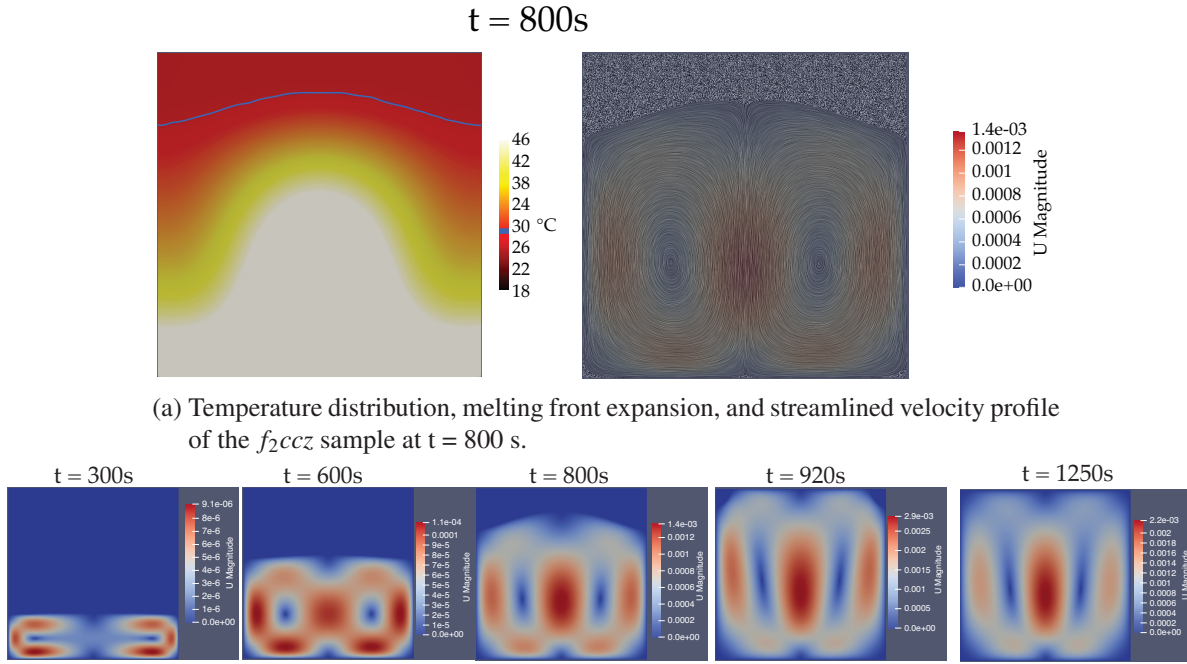 t = 800s
46
42
38
24
30
26
22
18
°C
1.4e-03
0.0012
0.001
0.0008
0.0006
0.0004
0.0002
0.0e+00
U Magnitude
(a) Temperature distribution, melting front expansion, and streamlined velocity profile
of the f₂ccz sample at t = 800 s.
t = 300s
9.1e-06
8e-6
7e-6
6e-6
5e-6
4e-6
3e-6
2e-6
1e-6
0.0e+00
U Magnitude
t = 600s
1.1e-04
0.0001
9e-5
8e-5
7e-5
6e-5
5e-5
4e-5
3e-5
2e-5
1e-5
0.0e+00
U Magnitude
t = 800s
1.4e-03
0.0012
0.001
0.0008
0.0006
0.0004
0.0002
0.0e+00
U Magnitude
t = 920s
2.9e-03
0.0025
0.002
0.0015
0.001
0.0005
0.0e+00
U Magnitude
t = 1250s
2.2e-03
0.002
0.0018
0.0016
0.0014
0.0012
0.001
0.0008
0.0006
0.0004
0.0002
0.0e+00
U Magnitude